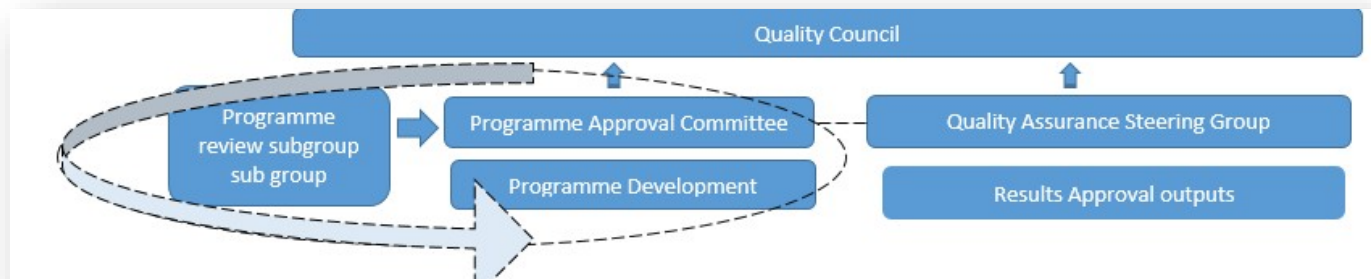 Quality Council
Programme
review subgroup
sub group
Programme Approval Committee
Quality Assurance Steering Group
Programme Development
Results Approval outputs